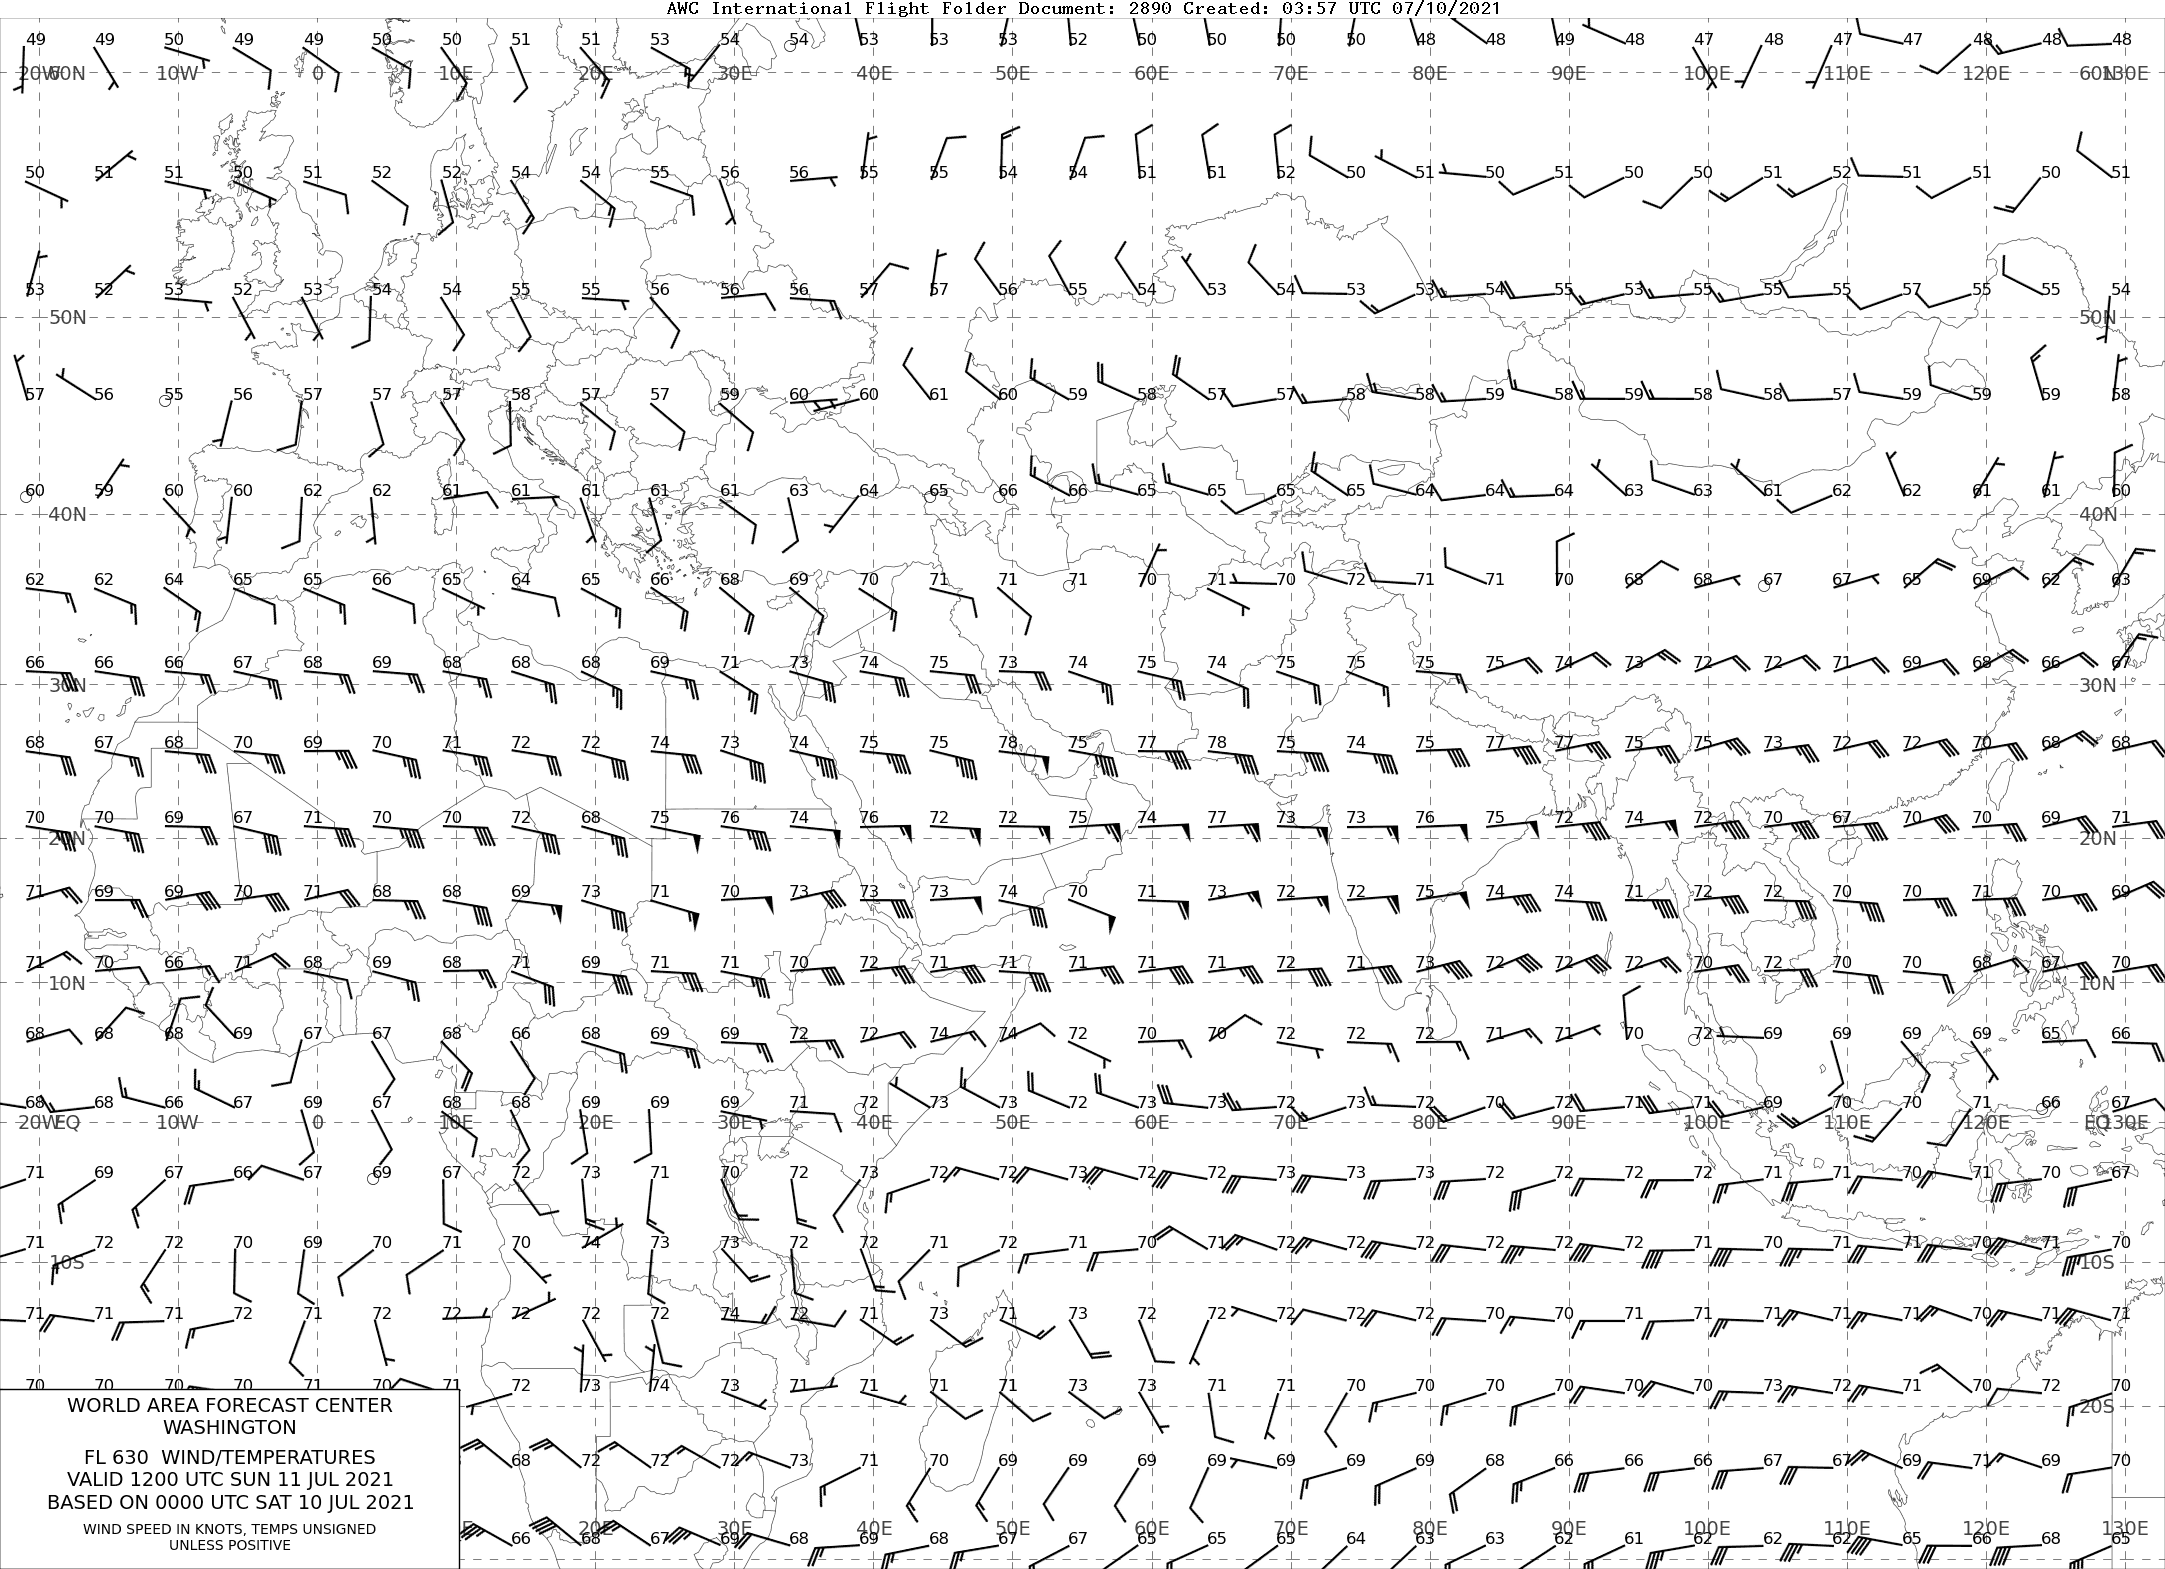 AWC International Flight Folder Document: 2890 Created: 03:57 UTC 07/10/2021
49 49 50 49 49 50 50 51 51 53 54 54 53 53 53 52 50 50 50 50 48 48 49 48 47 48 47 47 48 48 48
20W 60N 10W 0 10E 20E 30E 40E 50E 60E 70E 80E 90E 100E 110E 120E 60N 130E
50 51 51 50 51 52 52 54 54 55 56 56 55 55 54 54 51 51 52 50 51 50 51 50 50 51 52 51 51 50 51
53 52 53 52 53 54 54 55 55 56 56 56 57 57 56 55 54 53 54 53 53 54 55 53 55 55 55 57 55 55 54
50N 50N
57 56 55 56 57 57 57 58 57 57 59 60 60 61 60 59 58 57 57 58 58 59 58 59 58 58 57 59 59 59 58
60 59 60 60 62 62 61 61 61 61 61 63 64 65 66 66 65 65 65 65 64 64 64 63 63 61 62 62 61 61 60
40N 40N
62 62 64 65 65 66 65 64 65 66 68 69 70 71 71 71 70 71 70 72 71 71 70 68 68 67 67 65 69 62 63
66 66 66 67 68 69 68 68 68 69 71 73 74 75 73 74 75 74 75 75 75 75 74 73 72 72 71 69 68 66 67
30N 30N
68 67 68 70 69 70 71 72 72 74 73 74 75 75 78 75 77 78 75 74 75 77 77 75 75 73 72 72 70 68 68
70 70 69 67 71 70 70 72 68 75 76 74 76 72 72 75 74 77 73 73 76 75 72 74 72 70 67 70 70 69 71
20N 20N
71 69 69 70 71 68 68 69 73 71 70 73 73 73 74 70 71 73 72 72 75 74 74 71 72 72 70 70 71 70 69
71 70 66 71 68 69 68 71 69 71 71 70 72 71 71 71 71 71 72 71 73 72 72 72 70 72 70 70 68 67 70
10N 10N
68 68 68 69 67 67 68 66 68 69 69 72 72 74 74 72 70 70 72 72 72 71 71 70 72 69 69 69 69 65 66
68 68 66 67 69 67 68 68 69 69 69 71 72 73 73 72 73 73 72 73 72 70 72 71 71 69 70 70 71 66 67
20W EQ 10W 0 10E 20E 30E 40E 50E 60E 70E 80E 90E 100E 110E 120E EQ 130E
71 69 67 66 67 69 67 72 73 71 70 72 73 72 72 73 72 72 73 73 73 72 72 72 72 71 71 70 71 70 67
71 72 72 70 69 70 71 70 74 73 73 72 72 71 72 71 70 71 72 72 72 72 72 72 71 70 71 71 70 71 70
10S 10S
71 71 71 72 71 72 72 72 72 72 74 72 71 73 71 73 72 72 72 72 72 70 70 71 71 71 71 71 70 71 71
70 70 70 70 71 70 71 72 73 74 73 71 71 71 71 73 73 71 71 70 70 70 70 70 70 73 72 71 70 72 70
20S
68 72 72 72 73 71 70 69 69 69 69 69 69 69 68 66 66 66 67 67 69 71 69 70
20E 30E 40E 50E 60E 70E 80E 90E 100E 110E 120E 130E
66 68 67 69 68 69 68 67 67 65 65 65 64 63 63 62 61 62 62 62 65 66 68 65
WORLD AREA FORECAST CENTER
WASHINGTON
FL 630 WIND/TEMPERATURES
VALID 1200 UTC SUN 11 JUL 2021
BASED ON 0000 UTC SAT 10 JUL 2021
WIND SPEED IN KNOTS, TEMPS UNSIGNED
UNLESS POSITIVE